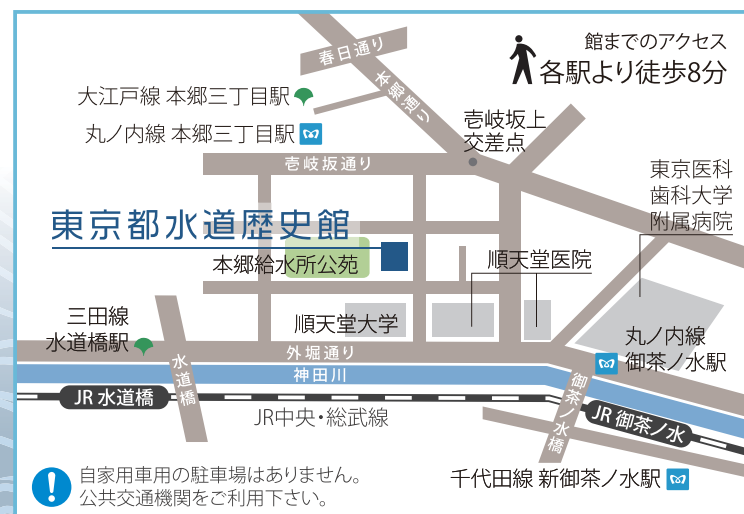 館までのアクセス
各駅より徒歩8分
春日通り
本郷通り
大江戸線 本郷三丁目駅
丸ノ内線 本郷三丁目駅
壱岐坂上
交差点
壱岐坂通り
東京医科
歯科大学
附属病院
東京都水道歴史館
本郷給水所公苑
順天堂医院
三田線
水道橋駅
順天堂大学
外堀通り
丸ノ内線
御茶ノ水駅
神田川
水道橋
JR 水道橋
JR中央・総武線
御茶ノ水橋
JR 御茶ノ水
千代田線 新御茶ノ水駅
自家用車用の駐車場はありません。
公共交通機関をご利用下さい。